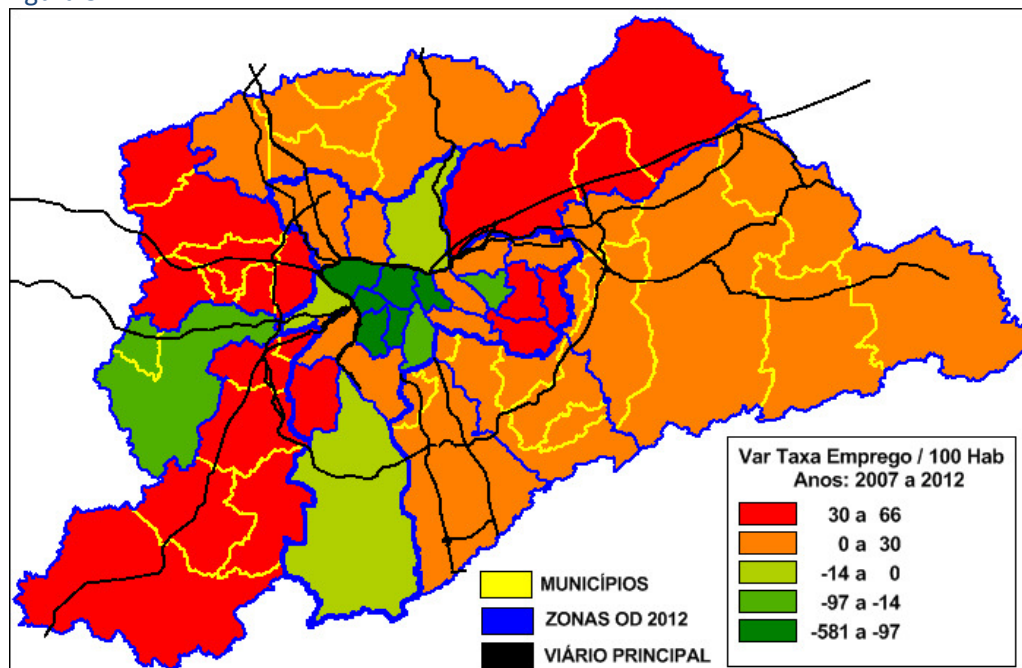 Var Taxa Emprego / 100 Hab
Anos: 2007 a 2012
30 a 66
0 a 30
-14 a 0
-97 a -14
-581 a -97
MUNICÍPIOS
ZONAS OD 2012
VIÁRIO PRINCIPAL